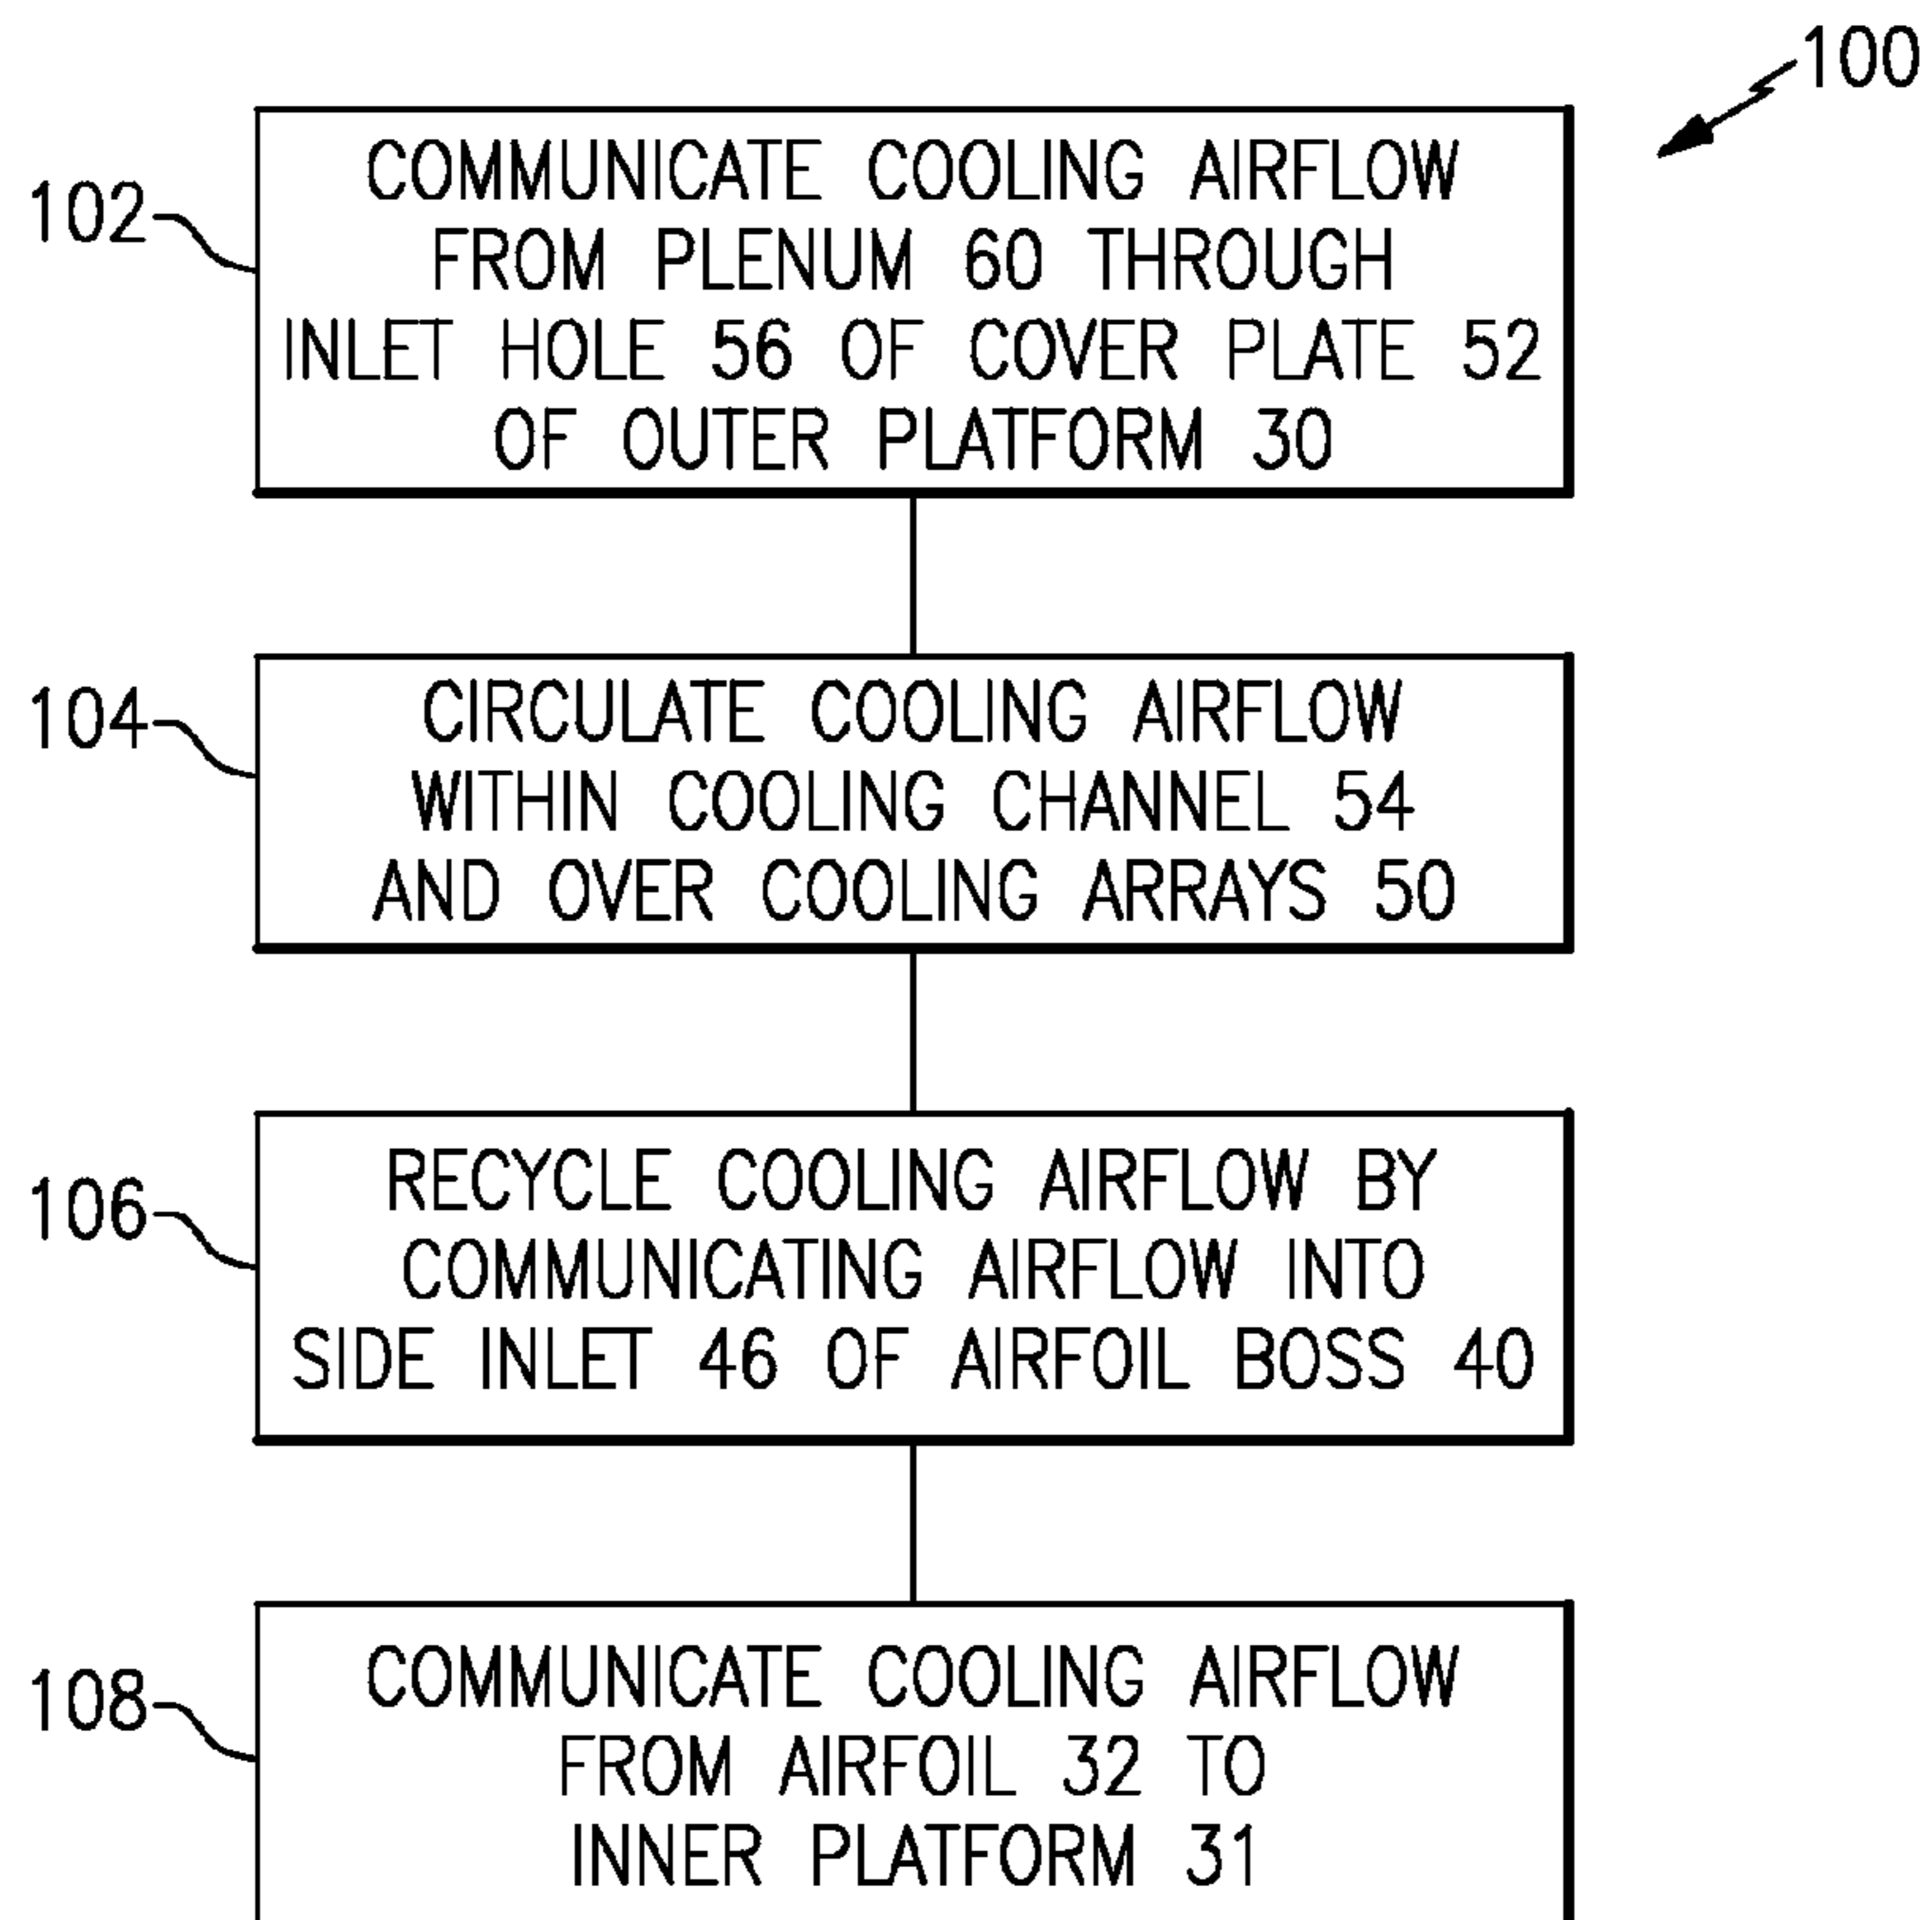 100
102
COMMUNICATE COOLING AIRFLOW
FROM PLENUM 60 THROUGH
INLET HOLE 56 OF COVER PLATE 52
OF OUTER PLATFORM 30
104
CIRCULATE COOLING AIRFLOW
WITHIN COOLING CHANNEL 54
AND OVER COOLING ARRAYS 50
106
RECYCLE COOLING AIRFLOW BY
COMMUNICATING AIRFLOW INTO
SIDE INLET 46 OF AIRFOIL BOSS 40
108
COMMUNICATE COOLING AIRFLOW
FROM AIRFOIL 32 TO
INNER PLATFORM 31